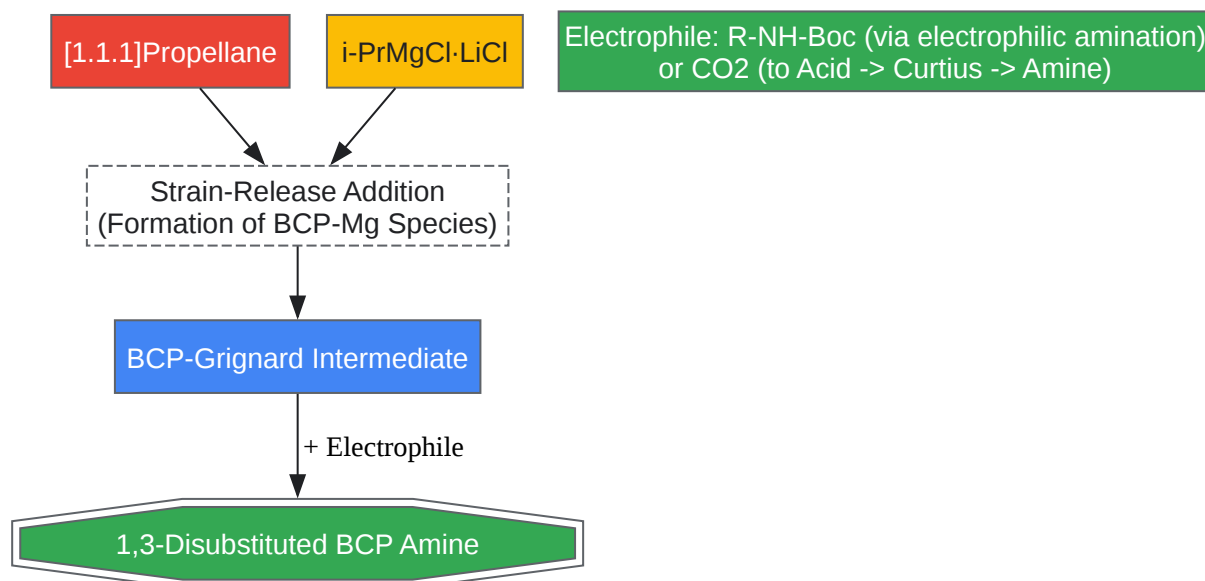 [1.1.1]Propellane
i-PrMgCl·LiCl
Electrophile: R-NH-Boc (via electrophilic amination)
or CO2 (to Acid -> Curtius -> Amine)
Strain-Release Addition
(Formation of BCP-Mg Species)
BCP-Grignard Intermediate
+ Electrophile
1,3-Disubstituted BCP Amine